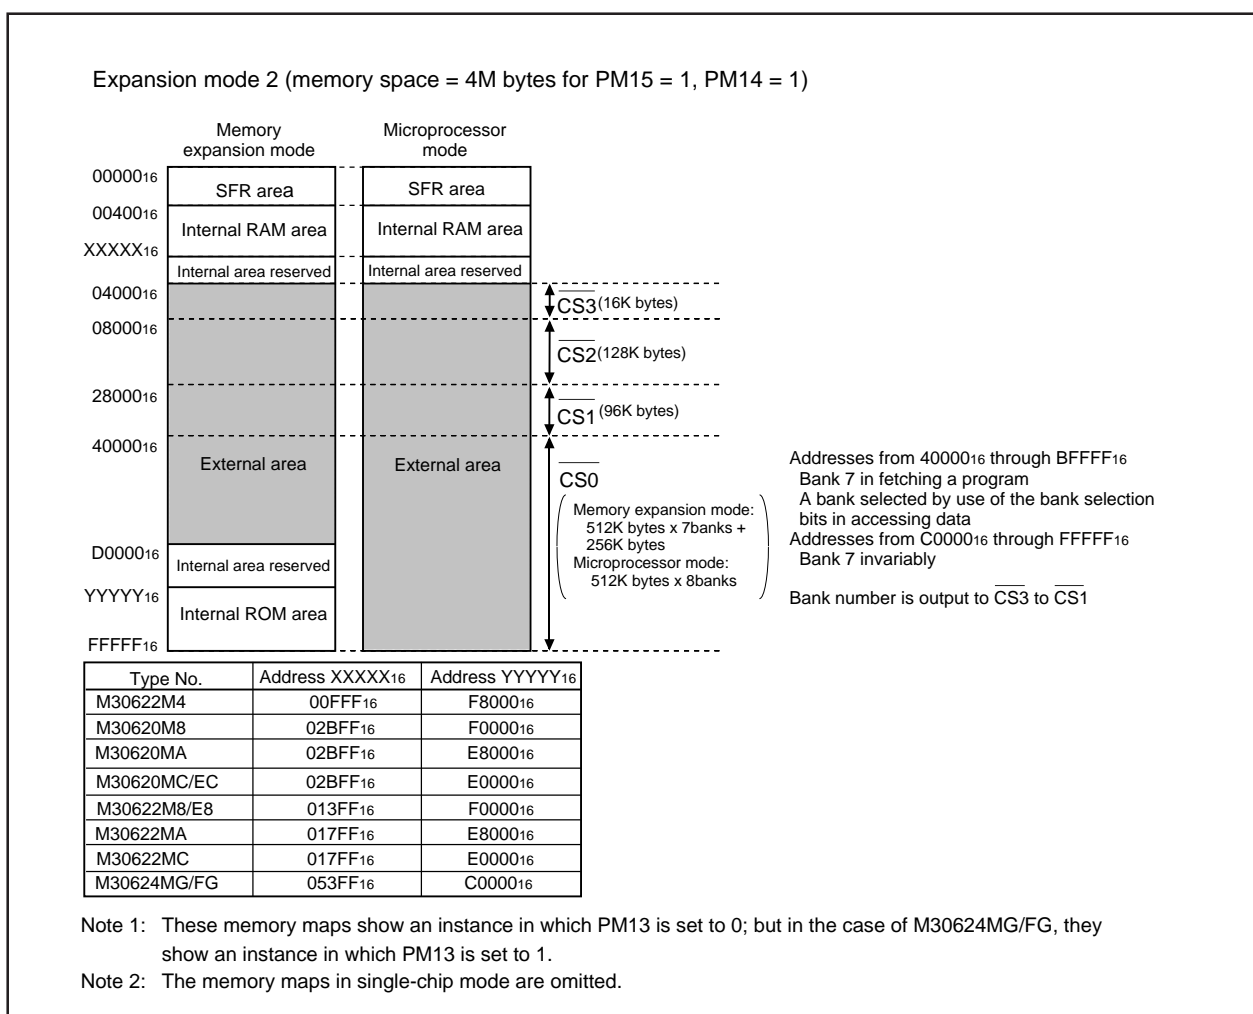 Expansion mode 2 (memory space = 4M bytes for PM15 = 1, PM14 = 1)
Memory
expansion mode
Microprocessor
mode
0000016
0040016
XXXXX16
0400016
0800016
2800016
4000016
D000016
YYYYY16
FFFFF16
SFR area
Internal RAM area
Internal area reserved
External area
Internal area reserved
Internal ROM area
SFR area
Internal RAM area
Internal area reserved
External area
CS3 (16K bytes)
CS2 (128K bytes)
CS1 (96K bytes)
CS0
Memory expansion mode:
512K bytes x 7banks +
256K bytes
Microprocessor mode:
512K bytes x 8banks
Addresses from 4000016 through BFFFF16
Bank 7 in fetching a program
A bank selected by use of the bank selection
bits in accessing data
Addresses from C000016 through FFFFF16
Bank 7 invariably
Bank number is output to CS3 to CS1
Type No. Address XXXXX16 Address YYYYY16
M30622M4 00FFF16 F800016
M30620M8 02BFF16 F000016
M30620MA 02BFF16 E800016
M30620MC/EC 02BFF16 E000016
M30622M8/E8 013FF16 F000016
M30622MA 017FF16 E800016
M30622MC 017FF16 E000016
M30624MG/FG 053FF16 C000016
Note 1: These memory maps show an instance in which PM13 is set to 0; but in the case of M30624MG/FG, they
show an instance in which PM13 is set to 1.
Note 2: The memory maps in single-chip mode are omitted.